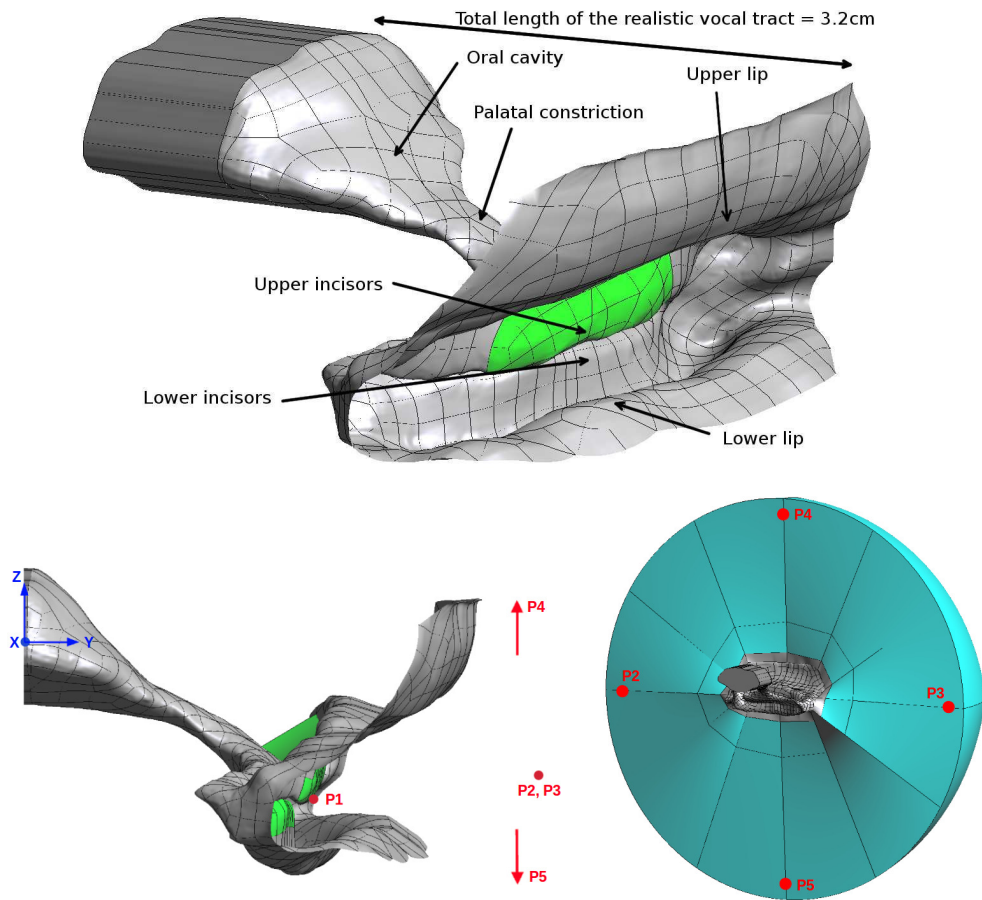 Total length of the realistic vocal tract = 3.2cm
Oral cavity
Upper lip
Palatal constriction
Upper incisors
Lower incisors
Lower lip
Z
X
Y
P4
P1
P2, P3
P5
P4
P2
P3
P5